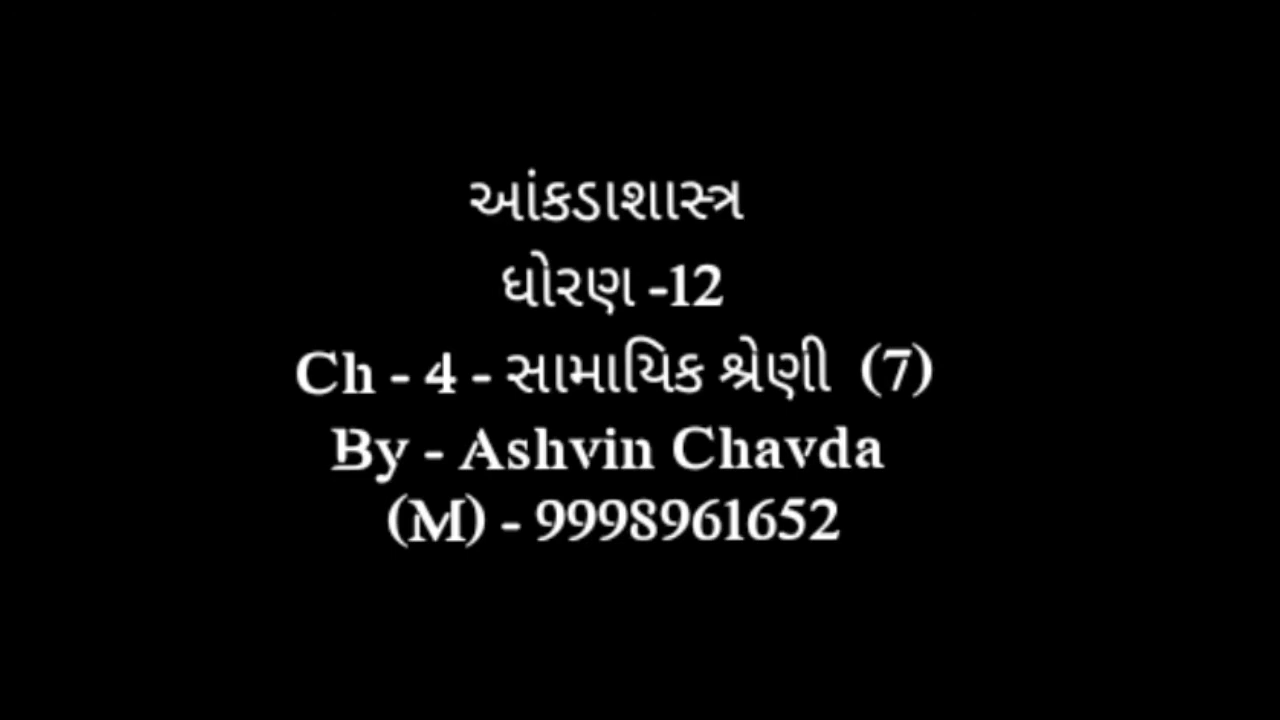 આંકડાશાસ્ત્ર
ધોરણ -12
Ch - 4 - સામાયિક શ્રેણી (7)
By - Ashvin Chavda
(M) - 9998961652